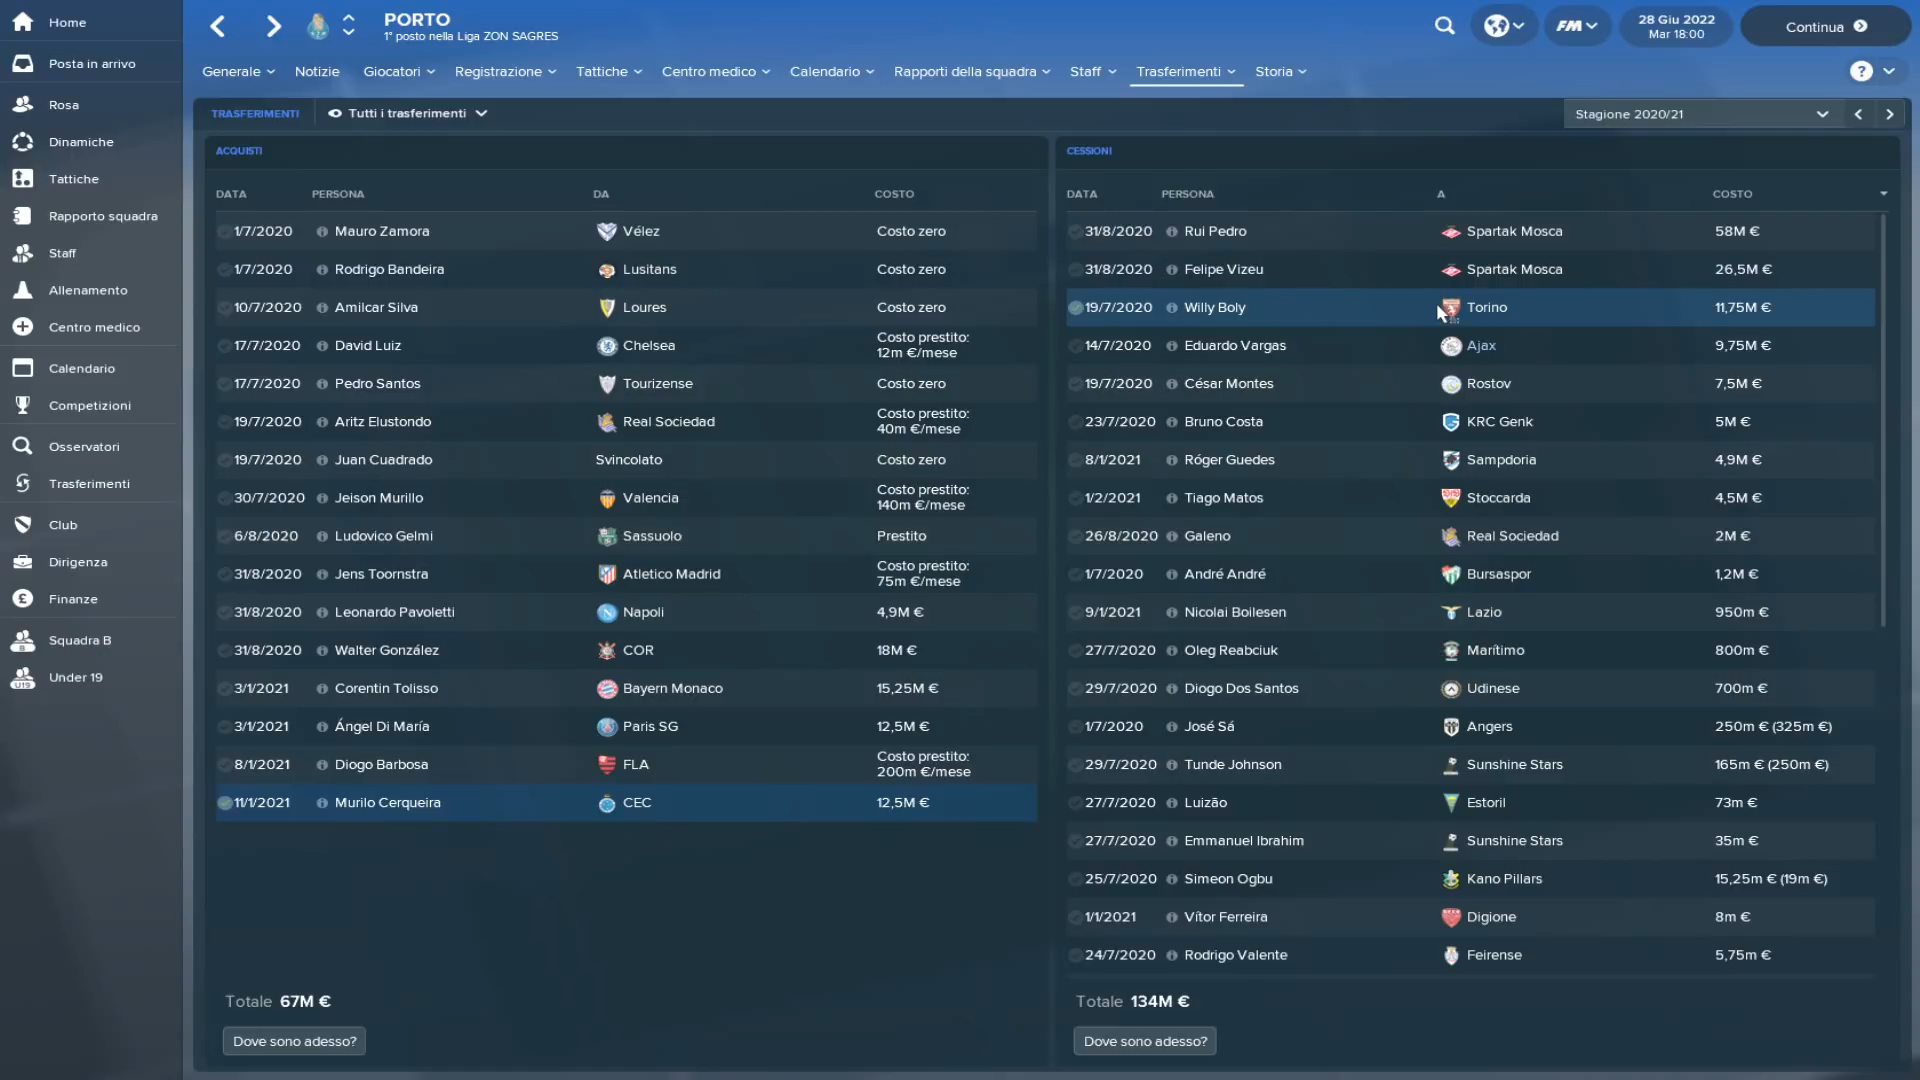 Home
Posta in arrivo
Rosa
Dinamiche
Tattiche
Rapporto squadra
Staff
Allenamento
Centro medico
Calendario
Competizioni
Osservatori
Trasferimenti
Club
Dirigenza
Finanze
Squadra B
Under 19
PORTO
1° posto nella Liga ZON SAGRES
FM
28 Giu 2022
Mar 18:00
Continua
Generale Notizie Giocatori Registrazione Tattiche Centro medico Calendario Rapporti della squadra Staff Trasferimenti Storia ?
TRASFERIMENTI Tutti i trasferimenti Stagione 2020/21
ACQUISTI
DATA PERSONA DA COSTO
1/7/2020 Mauro Zamora Vélez Costo zero
1/7/2020 Rodrigo Bandeira Lusitans Costo zero
10/7/2020 Amilcar Silva Loures Costo zero
17/7/2020 David Luiz Chelsea Costo prestito: 12m €/mese
17/7/2020 Pedro Santos Tourizense Costo zero
19/7/2020 Aritz Elustondo Real Sociedad Costo prestito: 40m €/mese
19/7/2020 Juan Cuadrado Svincolato Costo zero
30/7/2020 Jeison Murillo Valencia Costo prestito: 140m €/mese
6/8/2020 Ludovico Gelmi Sassuolo Prestito
31/8/2020 Jens Toornstra Atletico Madrid Costo prestito: 75m €/mese
31/8/2020 Leonardo Pavoletti Napoli 4,9M €
31/8/2020 Walter González COR 18M €
3/1/2021 Corentin Tolisso Bayern Monaco 15,25M €
3/1/2021 Ángel Di María Paris SG 12,5M €
8/1/2021 Diogo Barbosa FLA Costo prestito: 200m €/mese
11/1/2021 Murilo Cerqueira CEC 12,5M €
Totale 67M €
Dove sono adesso?
CESSIONI
DATA PERSONA A COSTO
31/8/2020 Rui Pedro Spartak Mosca 58M €
31/8/2020 Felipe Vizeu Spartak Mosca 26,5M €
19/7/2020 Willy Boly Torino 11,75M €
14/7/2020 Eduardo Vargas Ajax 9,75M €
19/7/2020 César Montes Rostov 7,5M €
23/7/2020 Bruno Costa KRC Genk 5M €
8/1/2021 Róger Guedes Sampdoria 4,9M €
1/2/2021 Tiago Matos Stoccarda 4,5M €
26/8/2020 Galeno Real Sociedad 2M €
1/7/2020 André André Bursaspor 1,2M €
9/1/2021 Nicolai Boilesen Lazio 950m €
27/7/2020 Oleg Reabciuk Marítimo 800m €
29/7/2020 Diogo Dos Santos Udinese 700m €
1/7/2020 José Sá Angers 250m € (325m €)
29/7/2020 Tunde Johnson Sunshine Stars 165m € (250m €)
27/7/2020 Luizão Estoril 73m €
27/7/2020 Emmanuel Ibrahim Sunshine Stars 35m €
25/7/2020 Simeon Ogbu Kano Pillars 15,25m € (19m €)
1/1/2021 Vítor Ferreira Digione 8m €
24/7/2020 Rodrigo Valente Feirense 5,75m €
Totale 134M €
Dove sono adesso?